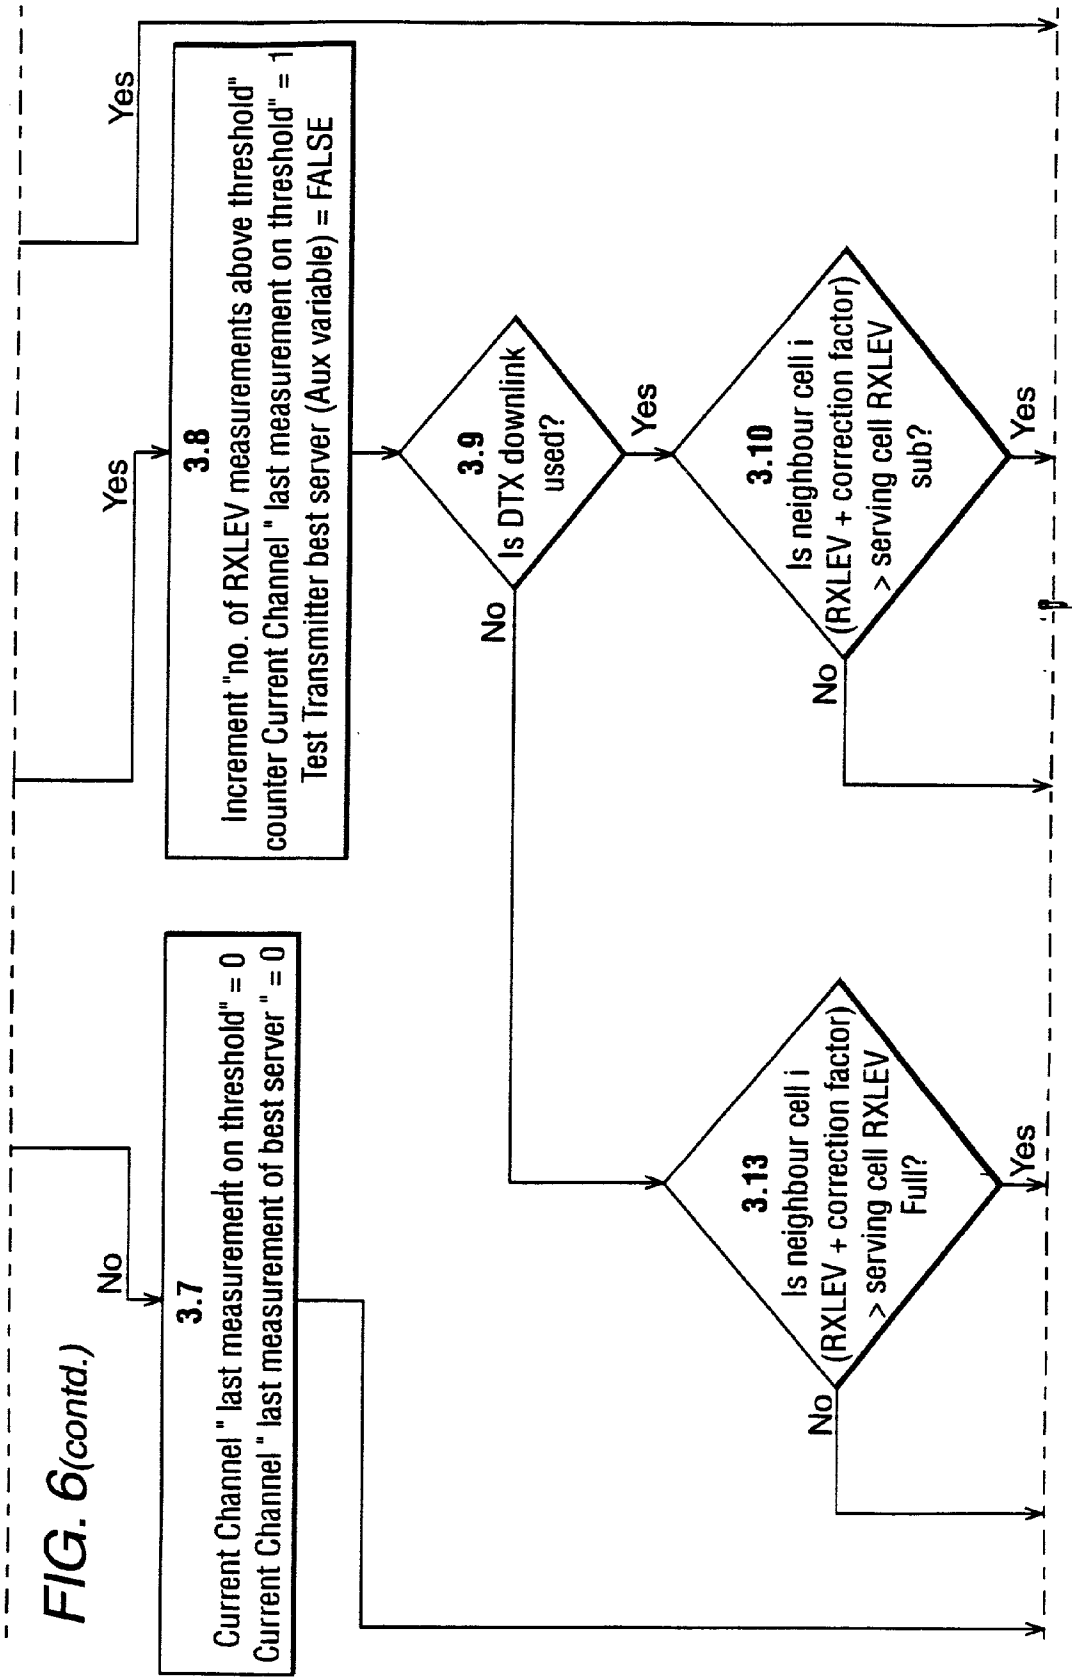 FIG. 6(contd.)
No
Yes
Yes
3.7
Current Channel " last measurement on threshold" = 0
Current Channel " last measurement of best server " = 0
3.8
Increment "no. of RXLEV measurements above threshold"
counter Current Channel " last measurement on threshold" = 1
Test Transmitter best server (Aux variable) = FALSE
3.9
Is DTX downlink
used?
No
Yes
3.13
Is neighbour cell i
(RXLEV + correction factor)
> serving cell RXLEV
Full?
No
Yes
3.10
Is neighbour cell i
(RXLEV + correction factor)
> serving cell RXLEV
sub?
No
Yes